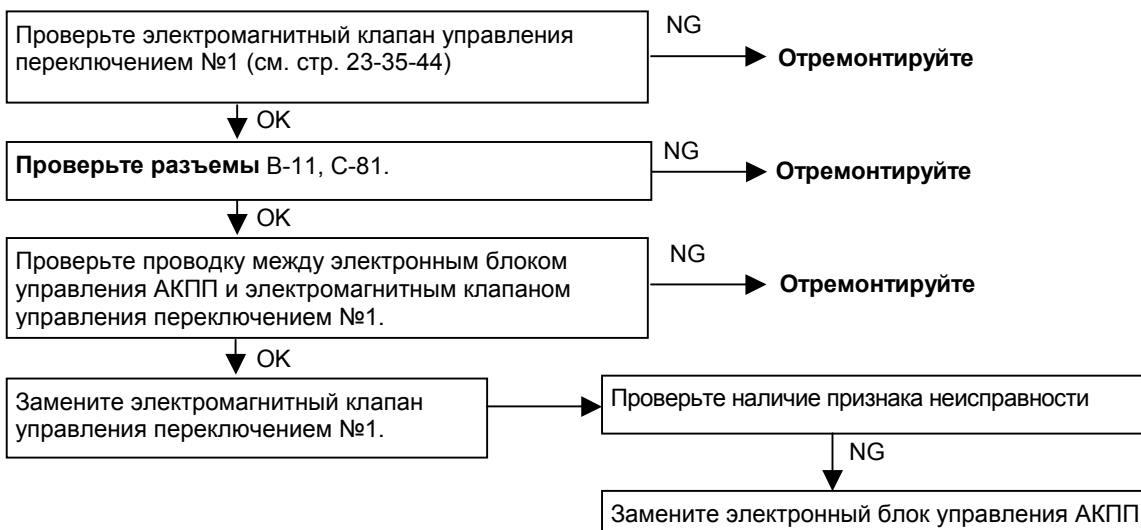 Проверьте электромагнитный клапан управления
переключением №1 (см. стр. 23-35-44)
NG
Отремонтируйте
OK
Проверьте разъемы B-11, C-81.
NG
Отремонтируйте
OK
Проверьте проводку между электронным блоком
управления АКПП и электромагнитным клапаном
управления переключением №1.
NG
Отремонтируйте
OK
Замените электромагнитный клапан
управления переключением №1.
Проверьте наличие признака неисправности
NG
Замените электронный блок управления АКПП